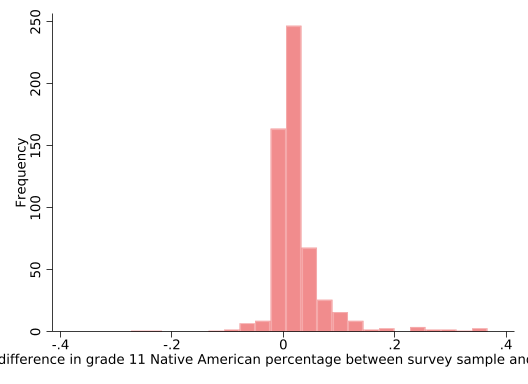 Frequency
250
200
150
100
50
0
-.4 -.2 0 .2 .4
difference in grade 11 Native American percentage between survey sample and